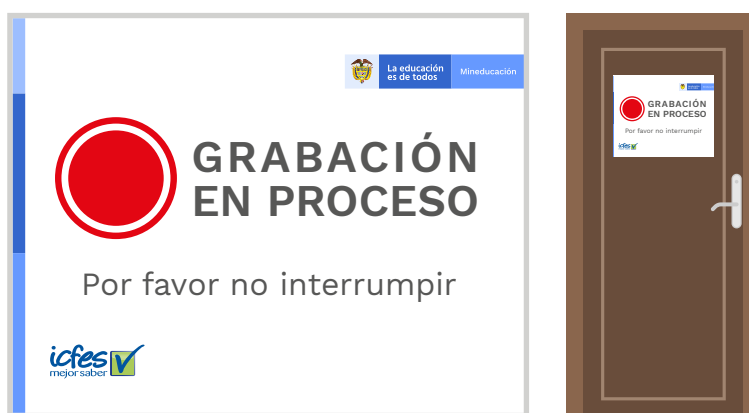 La educación
es de todos
Mineducación
GRABACIÓN
EN PROCESO
Por favor no interrumpir
icfes
mejor saber
GRABACIÓN
EN PROCESO
Por favor no interrumpir
icfes